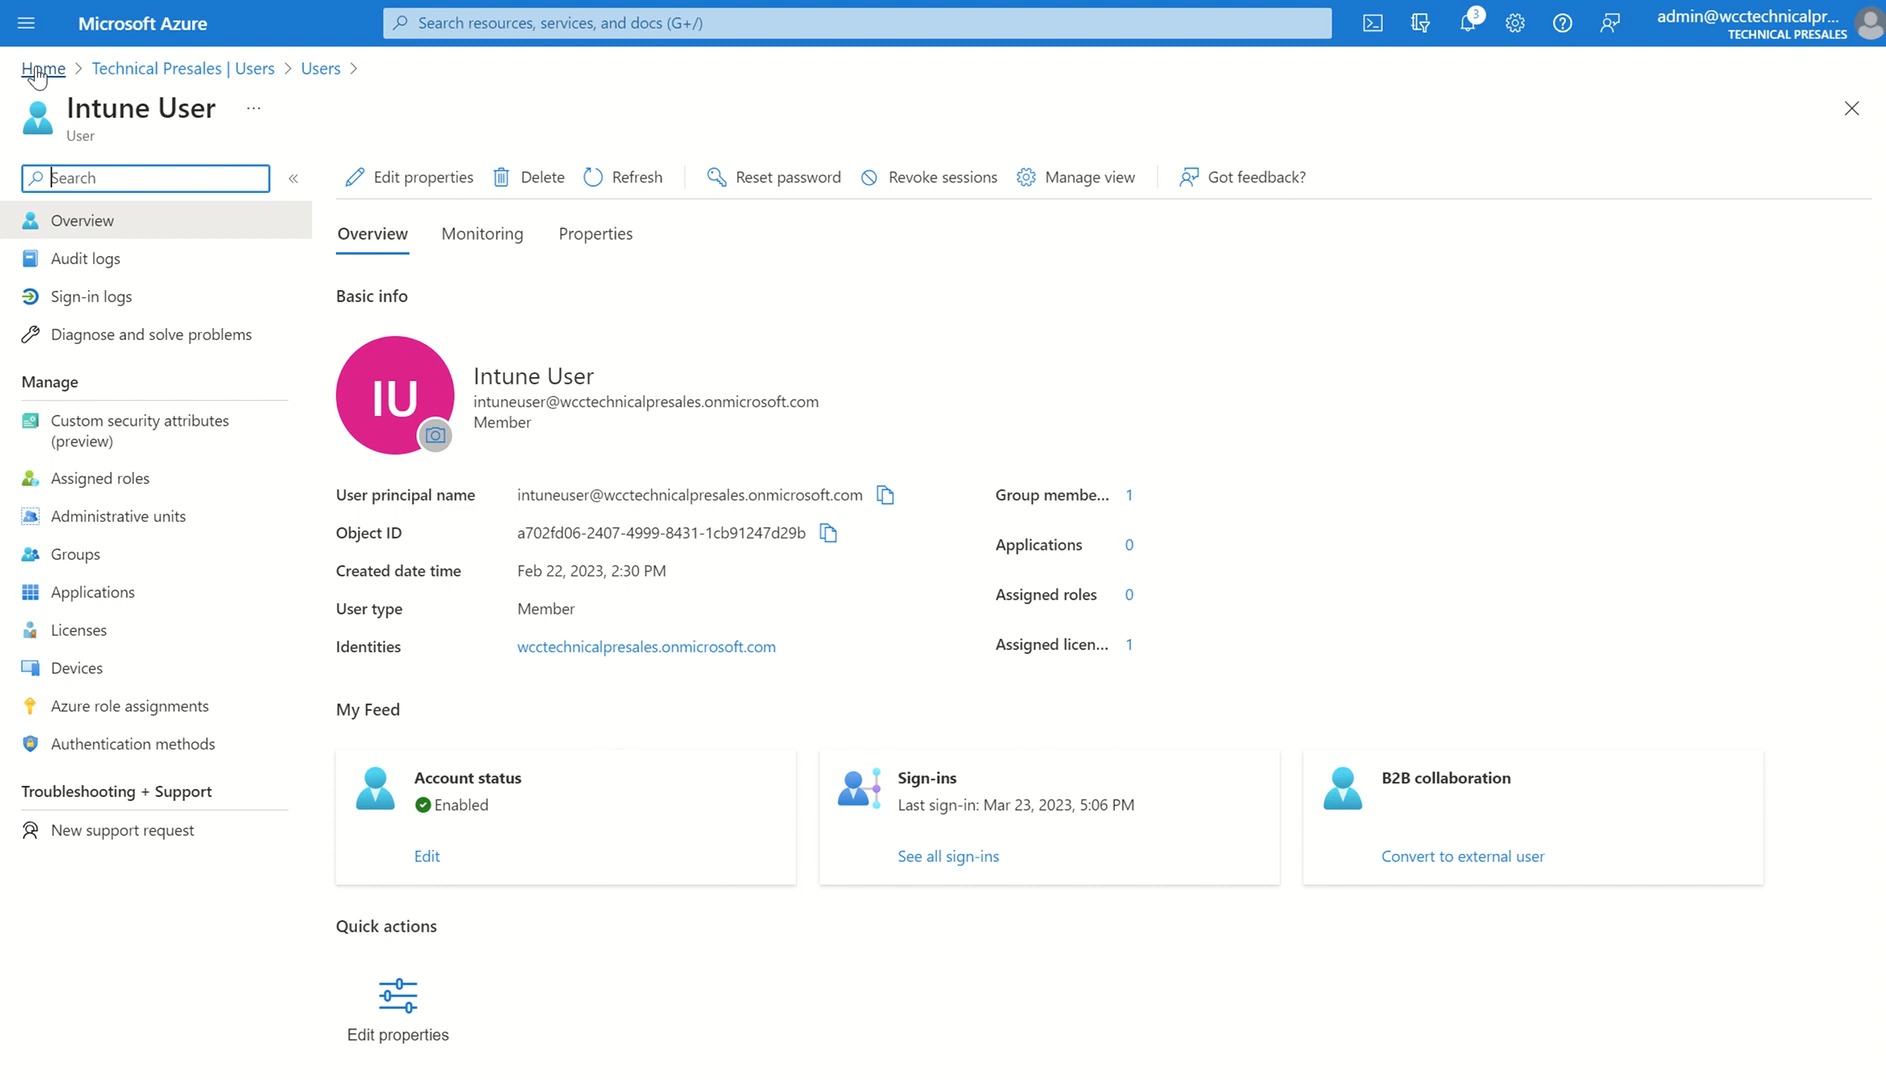 Microsoft Azure
Search resources, services, and docs (G+/)
3
admin@wcctechnicalpr...
TECHNICAL PRESALES
Home > Technical Presales | Users > Users >
Intune User ...
User
Search «
Edit properties Delete Refresh Reset password Revoke sessions Manage view Got feedback?
Overview
Audit logs
Sign-in logs
Diagnose and solve problems
Manage
Custom security attributes
(preview)
Assigned roles
Administrative units
Groups
Applications
Licenses
Devices
Azure role assignments
Authentication methods
Troubleshooting + Support
New support request
Overview Monitoring Properties
Basic info
IU
Intune User
intuneuser@wcctechnicalpresales.onmicrosoft.com
Member
User principal name intuneuser@wcctechnicalpresales.onmicrosoft.com
Object ID a702fd06-2407-4999-8431-1cb91247d29b
Created date time Feb 22, 2023, 2:30 PM
User type Member
Identities wcctechnicalpresales.onmicrosoft.com
Group membe... 1
Applications 0
Assigned roles 0
Assigned licen... 1
My Feed
Account status
Enabled
Edit
Sign-ins
Last sign-in: Mar 23, 2023, 5:06 PM
See all sign-ins
B2B collaboration
Convert to external user
Quick actions
Edit properties